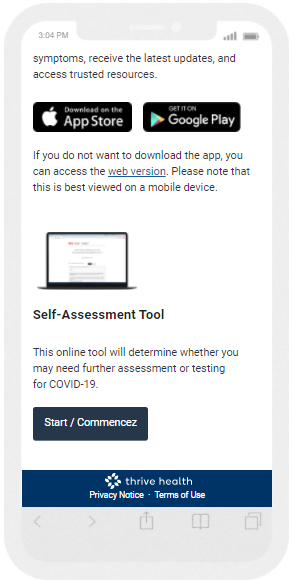 3:04 PM
symptoms, receive the latest updates, and
access trusted resources.
Download on the
App Store
GET IT ON
Google Play
If you do not want to download the app, you
can access the web version. Please note that
this is best viewed on a mobile device.
Self-Assessment Tool
This online tool will determine whether you
may need further assessment or testing
for COVID-19.
Start / Commencez
thrive health
Privacy Notice · Terms of Use